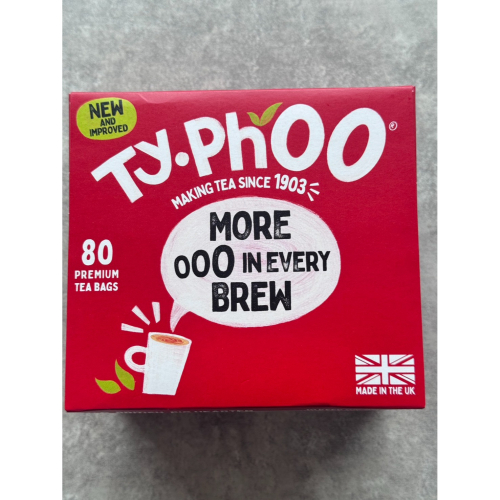 NEW
AND
IMPROVED
TY·PHOO®
MAKING TEA SINCE 1903
MORE
OOO IN EVERY
BREW
80
PREMIUM
TEA BAGS
MADE IN THE UK